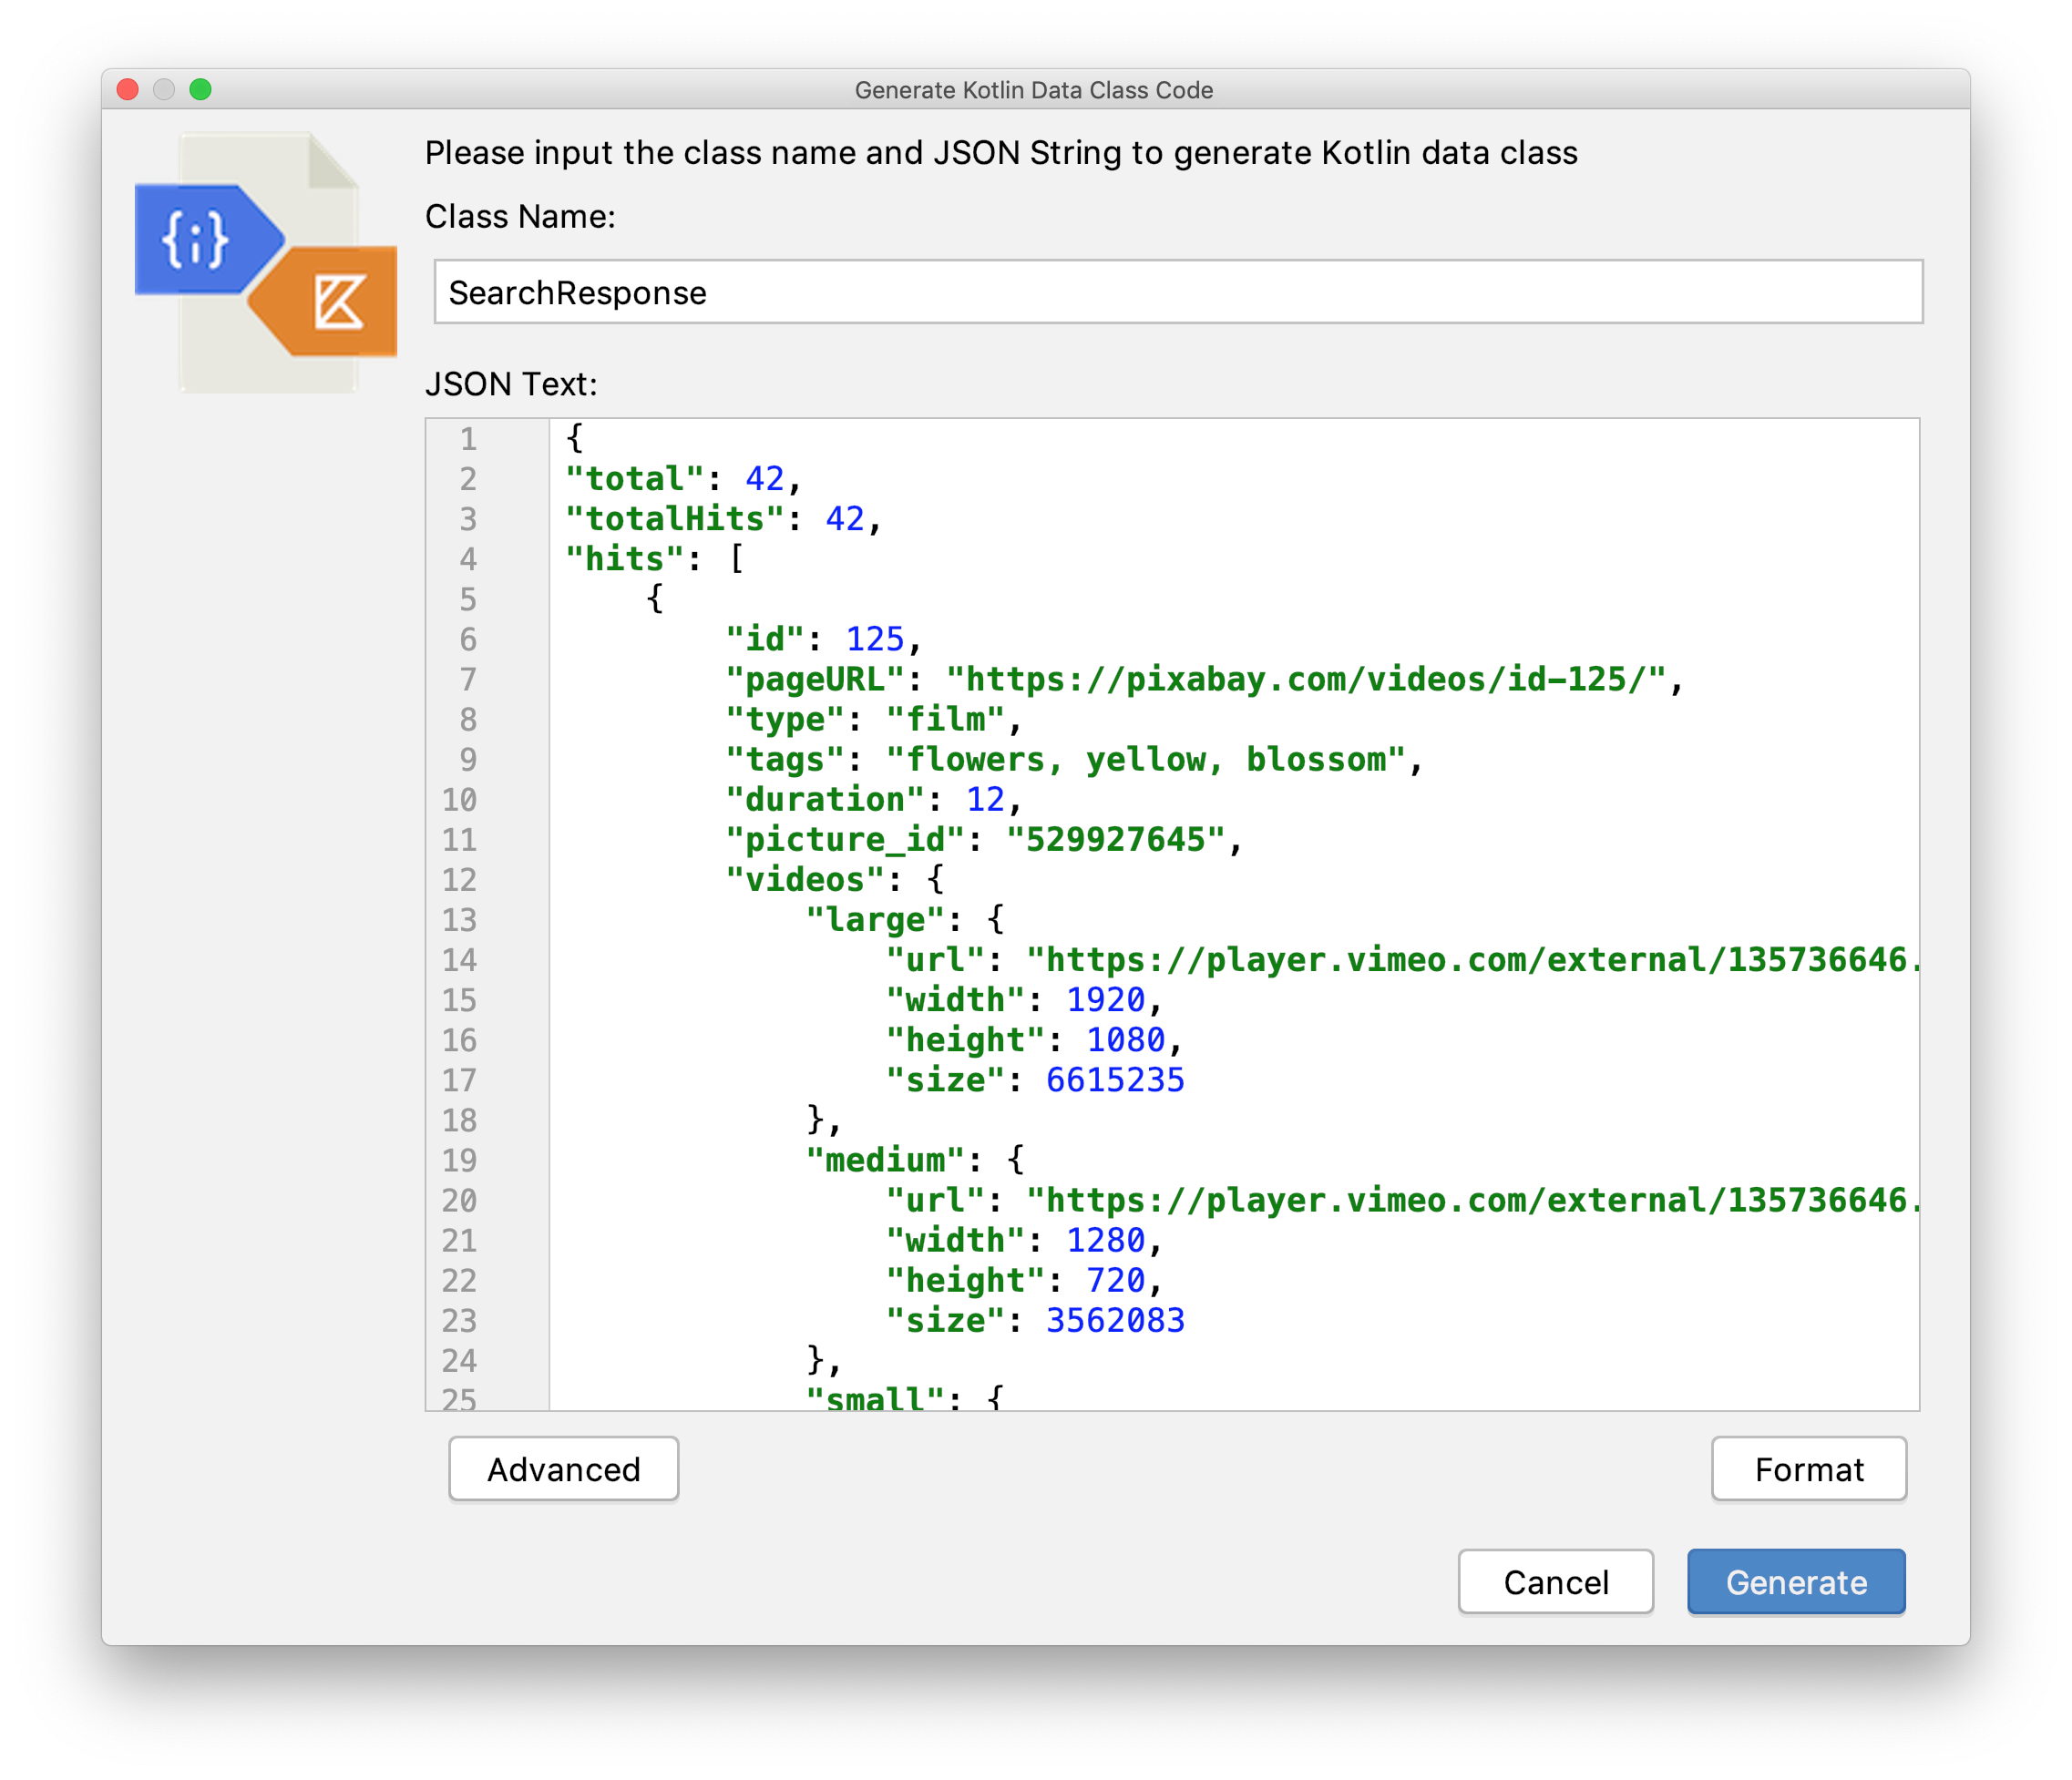 Generate Kotlin Data Class Code
Please input the class name and JSON String to generate Kotlin data class
Class Name:
SearchResponse
JSON Text:
1 {
2 "total": 42,
3 "totalHits": 42,
4 "hits": [
5 {
6 "id": 125,
7 "pageURL": "https://pixabay.com/videos/id-125/",
8 "type": "film",
9 "tags": "flowers, yellow, blossom",
10 "duration": 12,
11 "picture_id": "529927645",
12 "videos": {
13 "large": {
14 "url": "https://player.vimeo.com/external/135736646.
15 "width": 1920,
16 "height": 1080,
17 "size": 6615235
18 },
19 "medium": {
20 "url": "https://player.vimeo.com/external/135736646.
21 "width": 1280,
22 "height": 720,
23 "size": 3562083
24 },
25 "small": {
Advanced
Format
Cancel
Generate